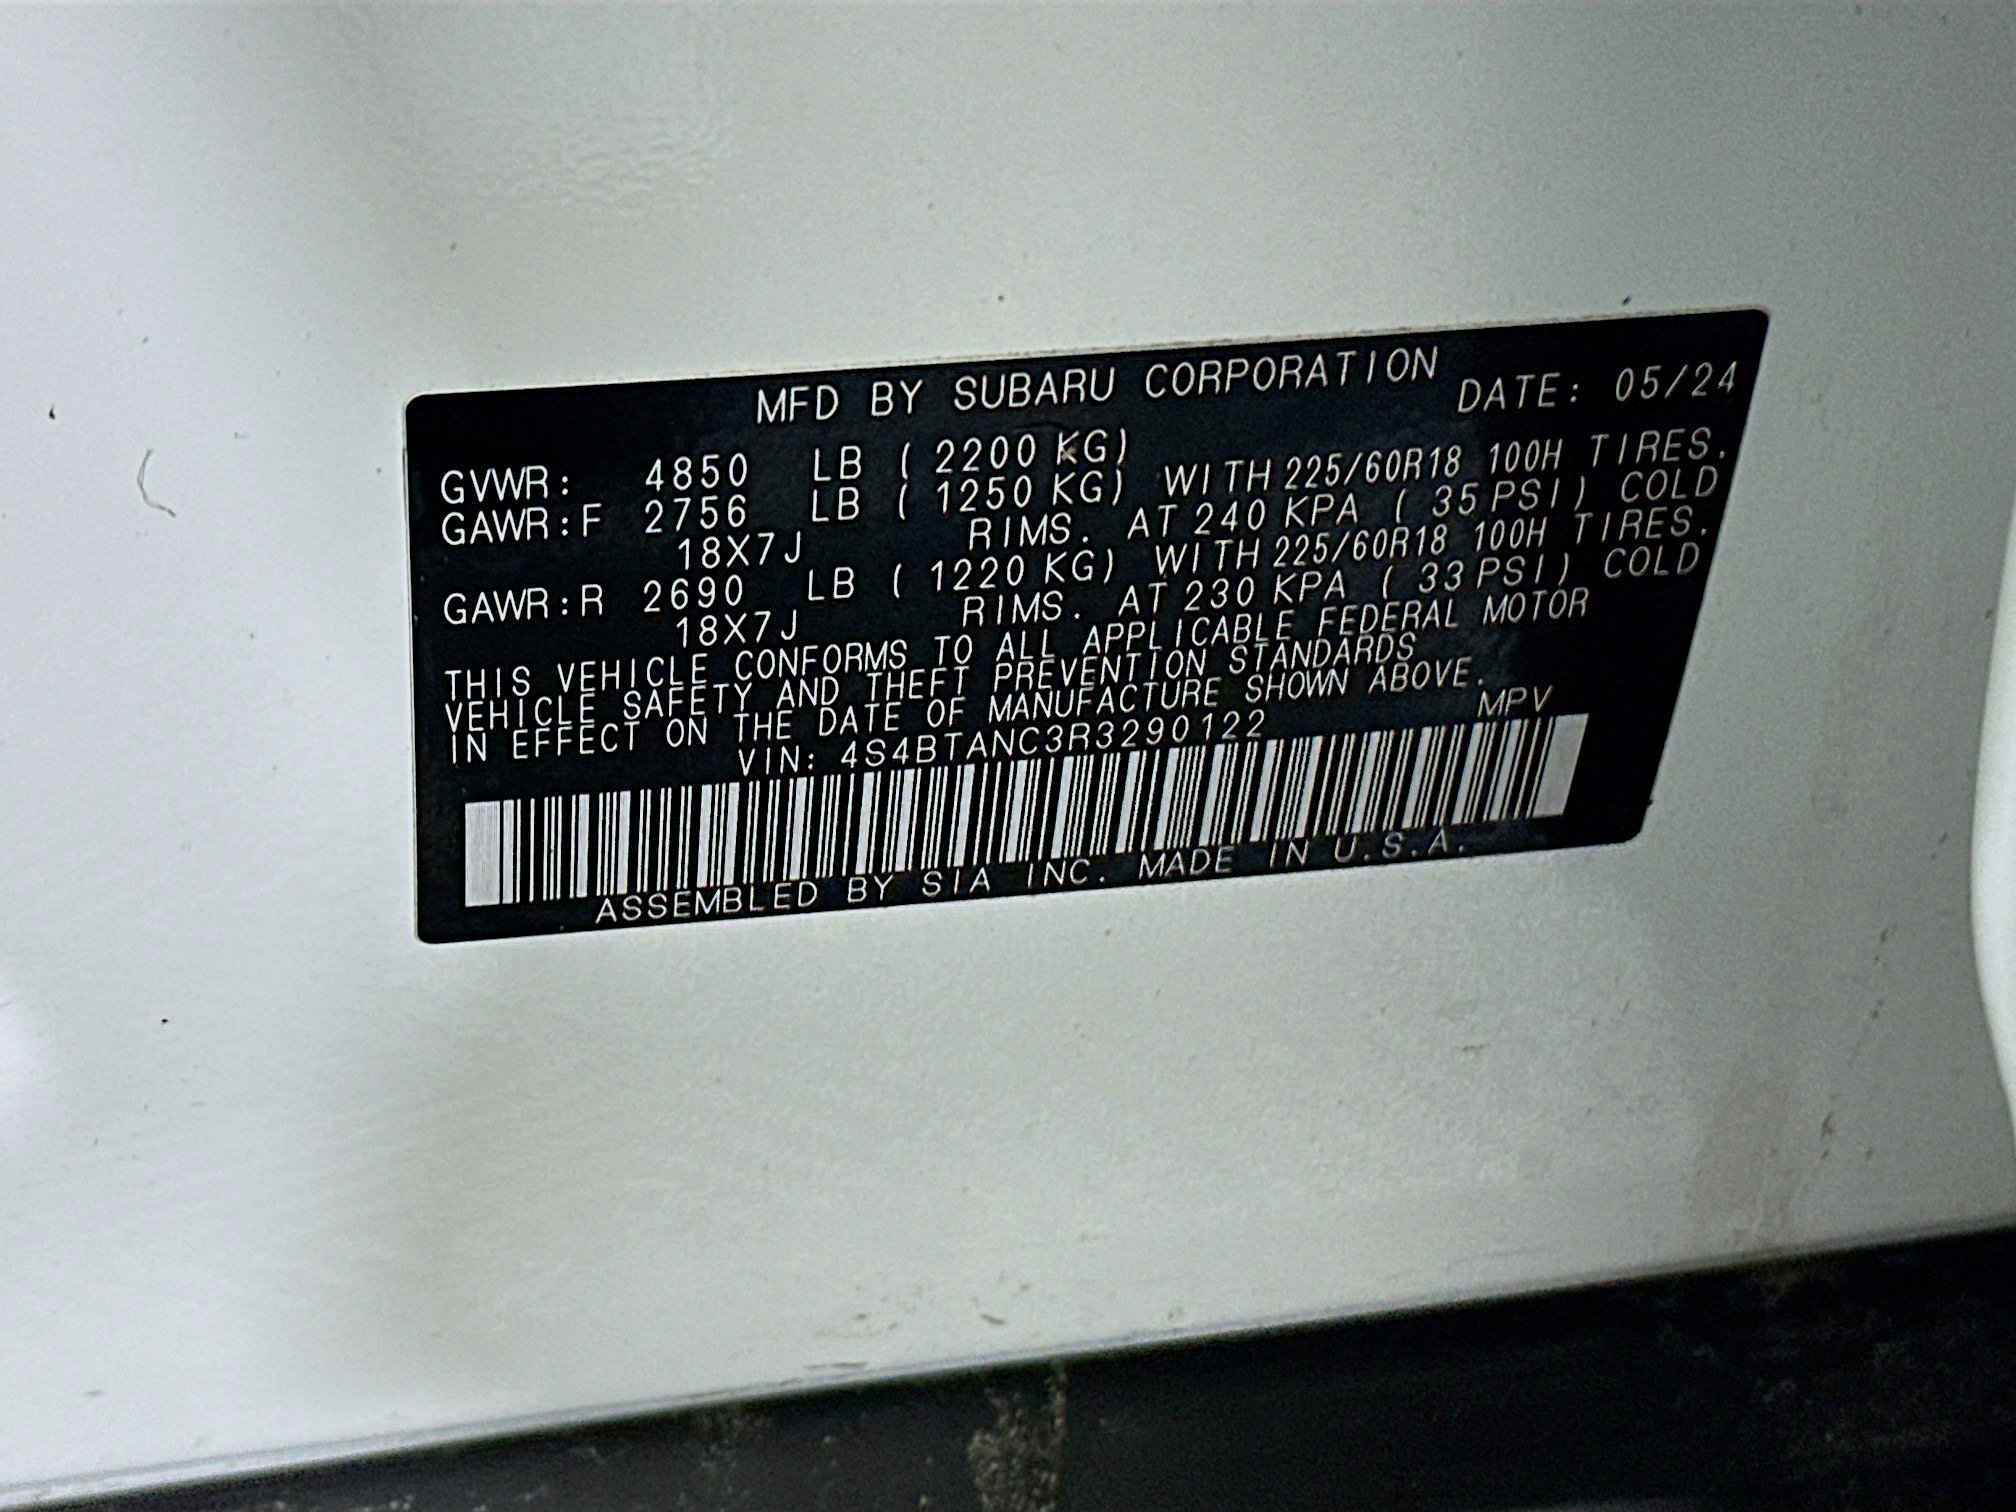 MFD BY SUBARU CORPORATION DATE: 05/24
GVWR: 4850 LB ( 2200 KG)
GAWR:F 2756 LB ( 1250 KG) WITH 225/60R18 100H TIRES.
18X7J RIMS. AT 240 KPA ( 35 PSI) COLD
GAWR:R 2690 LB ( 1220 KG) WITH 225/60R18 100H TIRES.
18X7J RIMS. AT 230 KPA ( 33 PSI) COLD
THIS VEHICLE CONFORMS TO ALL APPLICABLE FEDERAL MOTOR
VEHICLE SAFETY AND THEFT PREVENTION STANDARDS
IN EFFECT ON THE DATE OF MANUFACTURE SHOWN ABOVE.
VIN: 4S4BTANC3R3290122 MPV
ASSEMBLED BY SIA INC. MADE IN U.S.A.